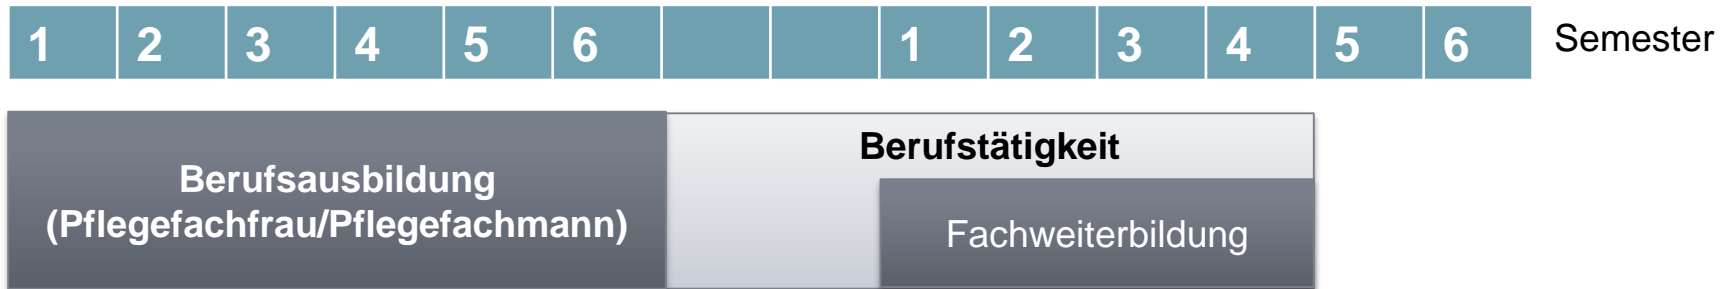 1 2 3 4 5 6 1 2 3 4 5 6 Semester
Berufstätigkeit
Berufsausbildung
(Pflegefachfrau/Pflegefachmann)
Fachweiterbildung